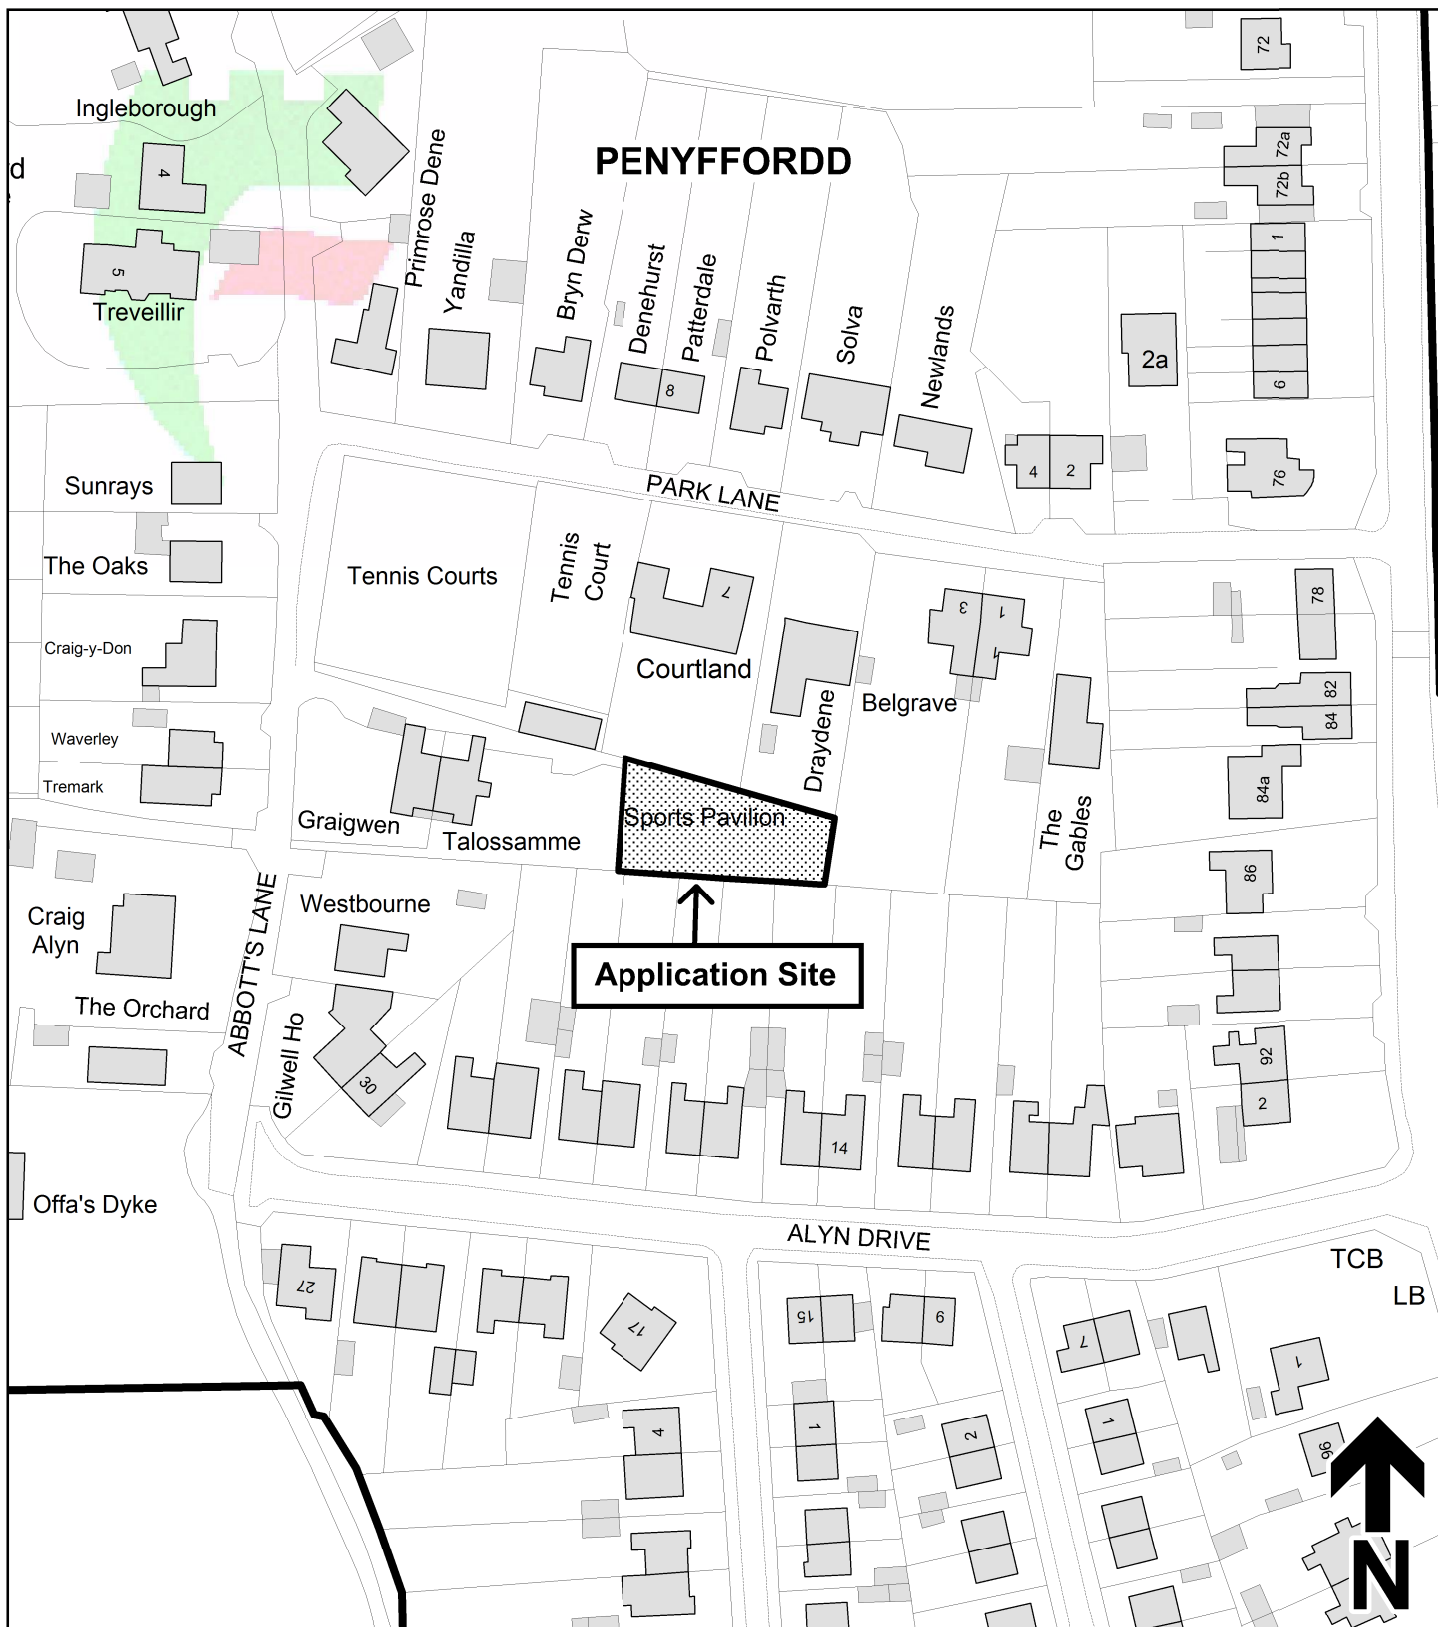 72
Ingleborough
PENYFFORDD
72a
72b
4
Primrose Dene
Yandilla
Bryn Derw
Denehurst
Patterdale
Polvarth
Solva
Newlands
1
5
Treveillir
2a
6
8
Sunrays
PARK LANE
4
2
76
The Oaks
Tennis Courts
Tennis
Court
7
78
3
1
1
Craig-y-Don
Courtland
Draydene
Belgrave
82
84
Waverley
Tremark
84a
Graigwen
Talossamme
Sports Pavilion
The
Gables
86
Craig
Alyn
ABBOTT'S LANE
Westbourne
Application Site
The Orchard
Gilwell Ho
30
92
2
14
Offa's Dyke
ALYN DRIVE
TCB
LB
27
17
15
9
7
1
4
1
2
1
66
N